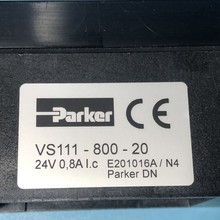 Parker CE
VS111 - 800 - 20
24V 0,8A I.c E201016A / N4
Parker DN